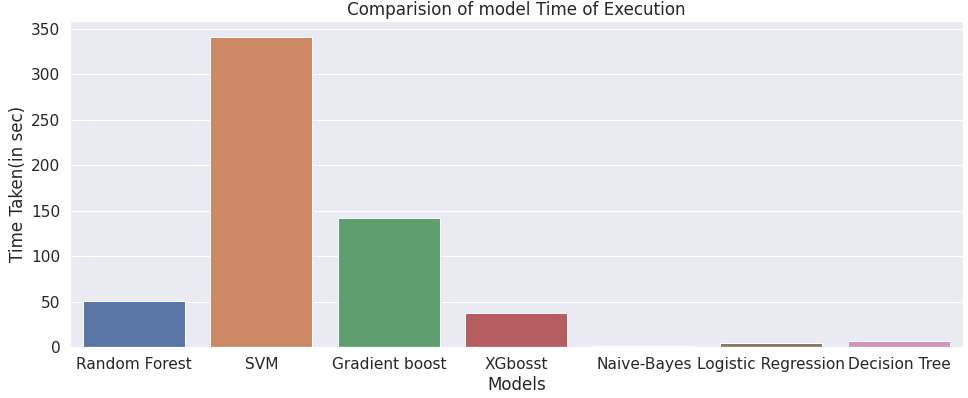 Comparision of model Time of Execution
Time Taken(in sec)
350
300
250
200
150
100
50
0
Random Forest SVM Gradient boost XGbosst Naive-Bayes Logistic Regression Decision Tree
Models